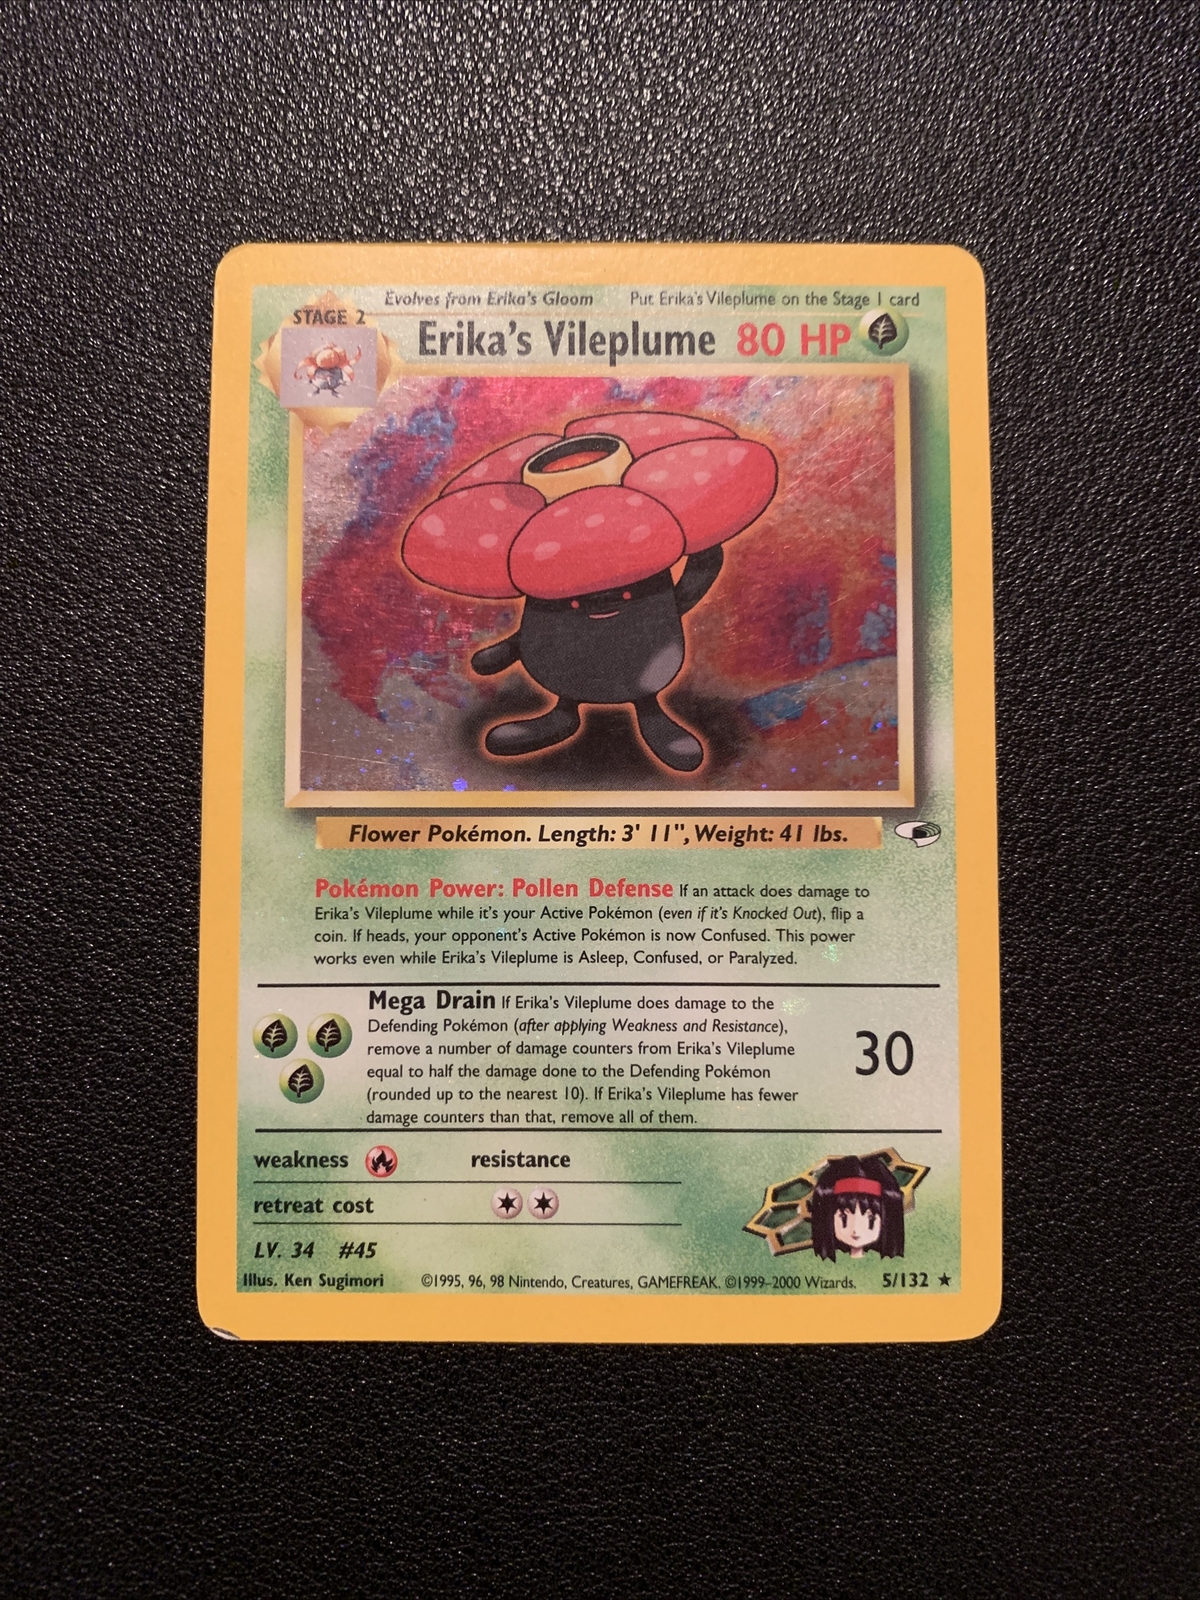 Evolves from Erika's Gloom Put Erika's Vileplume on the Stage 1 card
STAGE 2
Erika's Vileplume 80 HP
Flower Pokémon. Length: 3' 11", Weight: 41 lbs.
Pokémon Power: Pollen Defense If an attack does damage to
Erika's Vileplume while it's your Active Pokémon (even if it's Knocked Out), flip a
coin. If heads, your opponent's Active Pokémon is now Confused. This power
works even while Erika's Vileplume is Asleep, Confused, or Paralyzed.
Mega Drain If Erika's Vileplume does damage to the
Defending Pokémon (after applying Weakness and Resistance),
remove a number of damage counters from Erika's Vileplume
equal to half the damage done to the Defending Pokémon
(rounded up to the nearest 10). If Erika's Vileplume has fewer
damage counters than that, remove all of them.
30
weakness resistance
retreat cost
LV. 34 #45
Illus. Ken Sugimori ©1995, 96, 98 Nintendo, Creatures, GAMEFREAK. ©1999-2000 Wizards. 5/132 ★